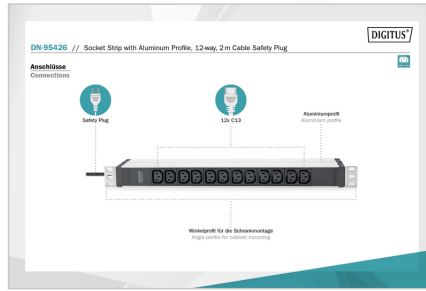 DIGITUS®
DN-95426 // Socket Strip with Aluminum Profile, 12-way, 2 m Cable Safety Plug
Anschlüsse
Connections
Safety Plug
12x C13
Aluminiumprofil
Aluminium profile
Winkelprofil für die Schrankmontage
Angle profile for cabinet mounting